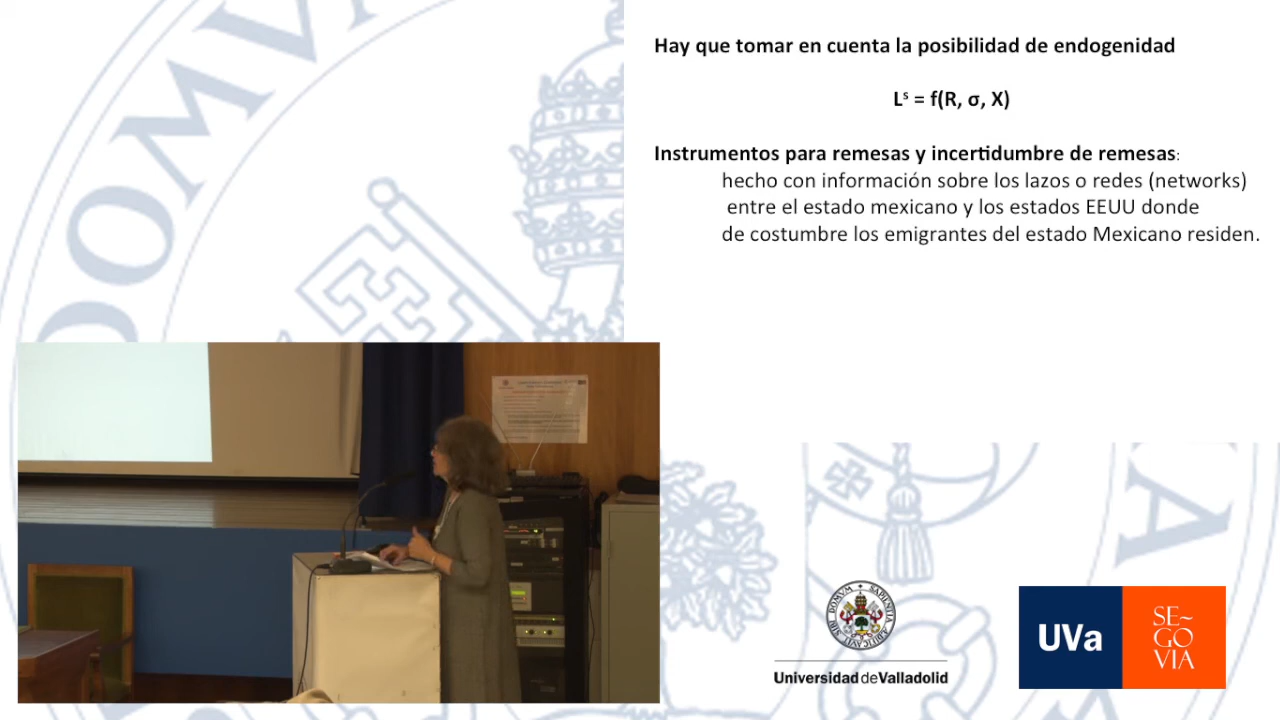 Hay que tomar en cuenta la posibilidad de endogenidad
Lˢ = f(R, σ, X)
Instrumentos para remesas y incertidumbre de remesas:
hecho con información sobre los lazos o redes (networks)
entre el estado mexicano y los estados EEUU donde
de costumbre los emigrantes del estado Mexicano residen.
Universidad de Valladolid
UVa
SE~
GO
VIA